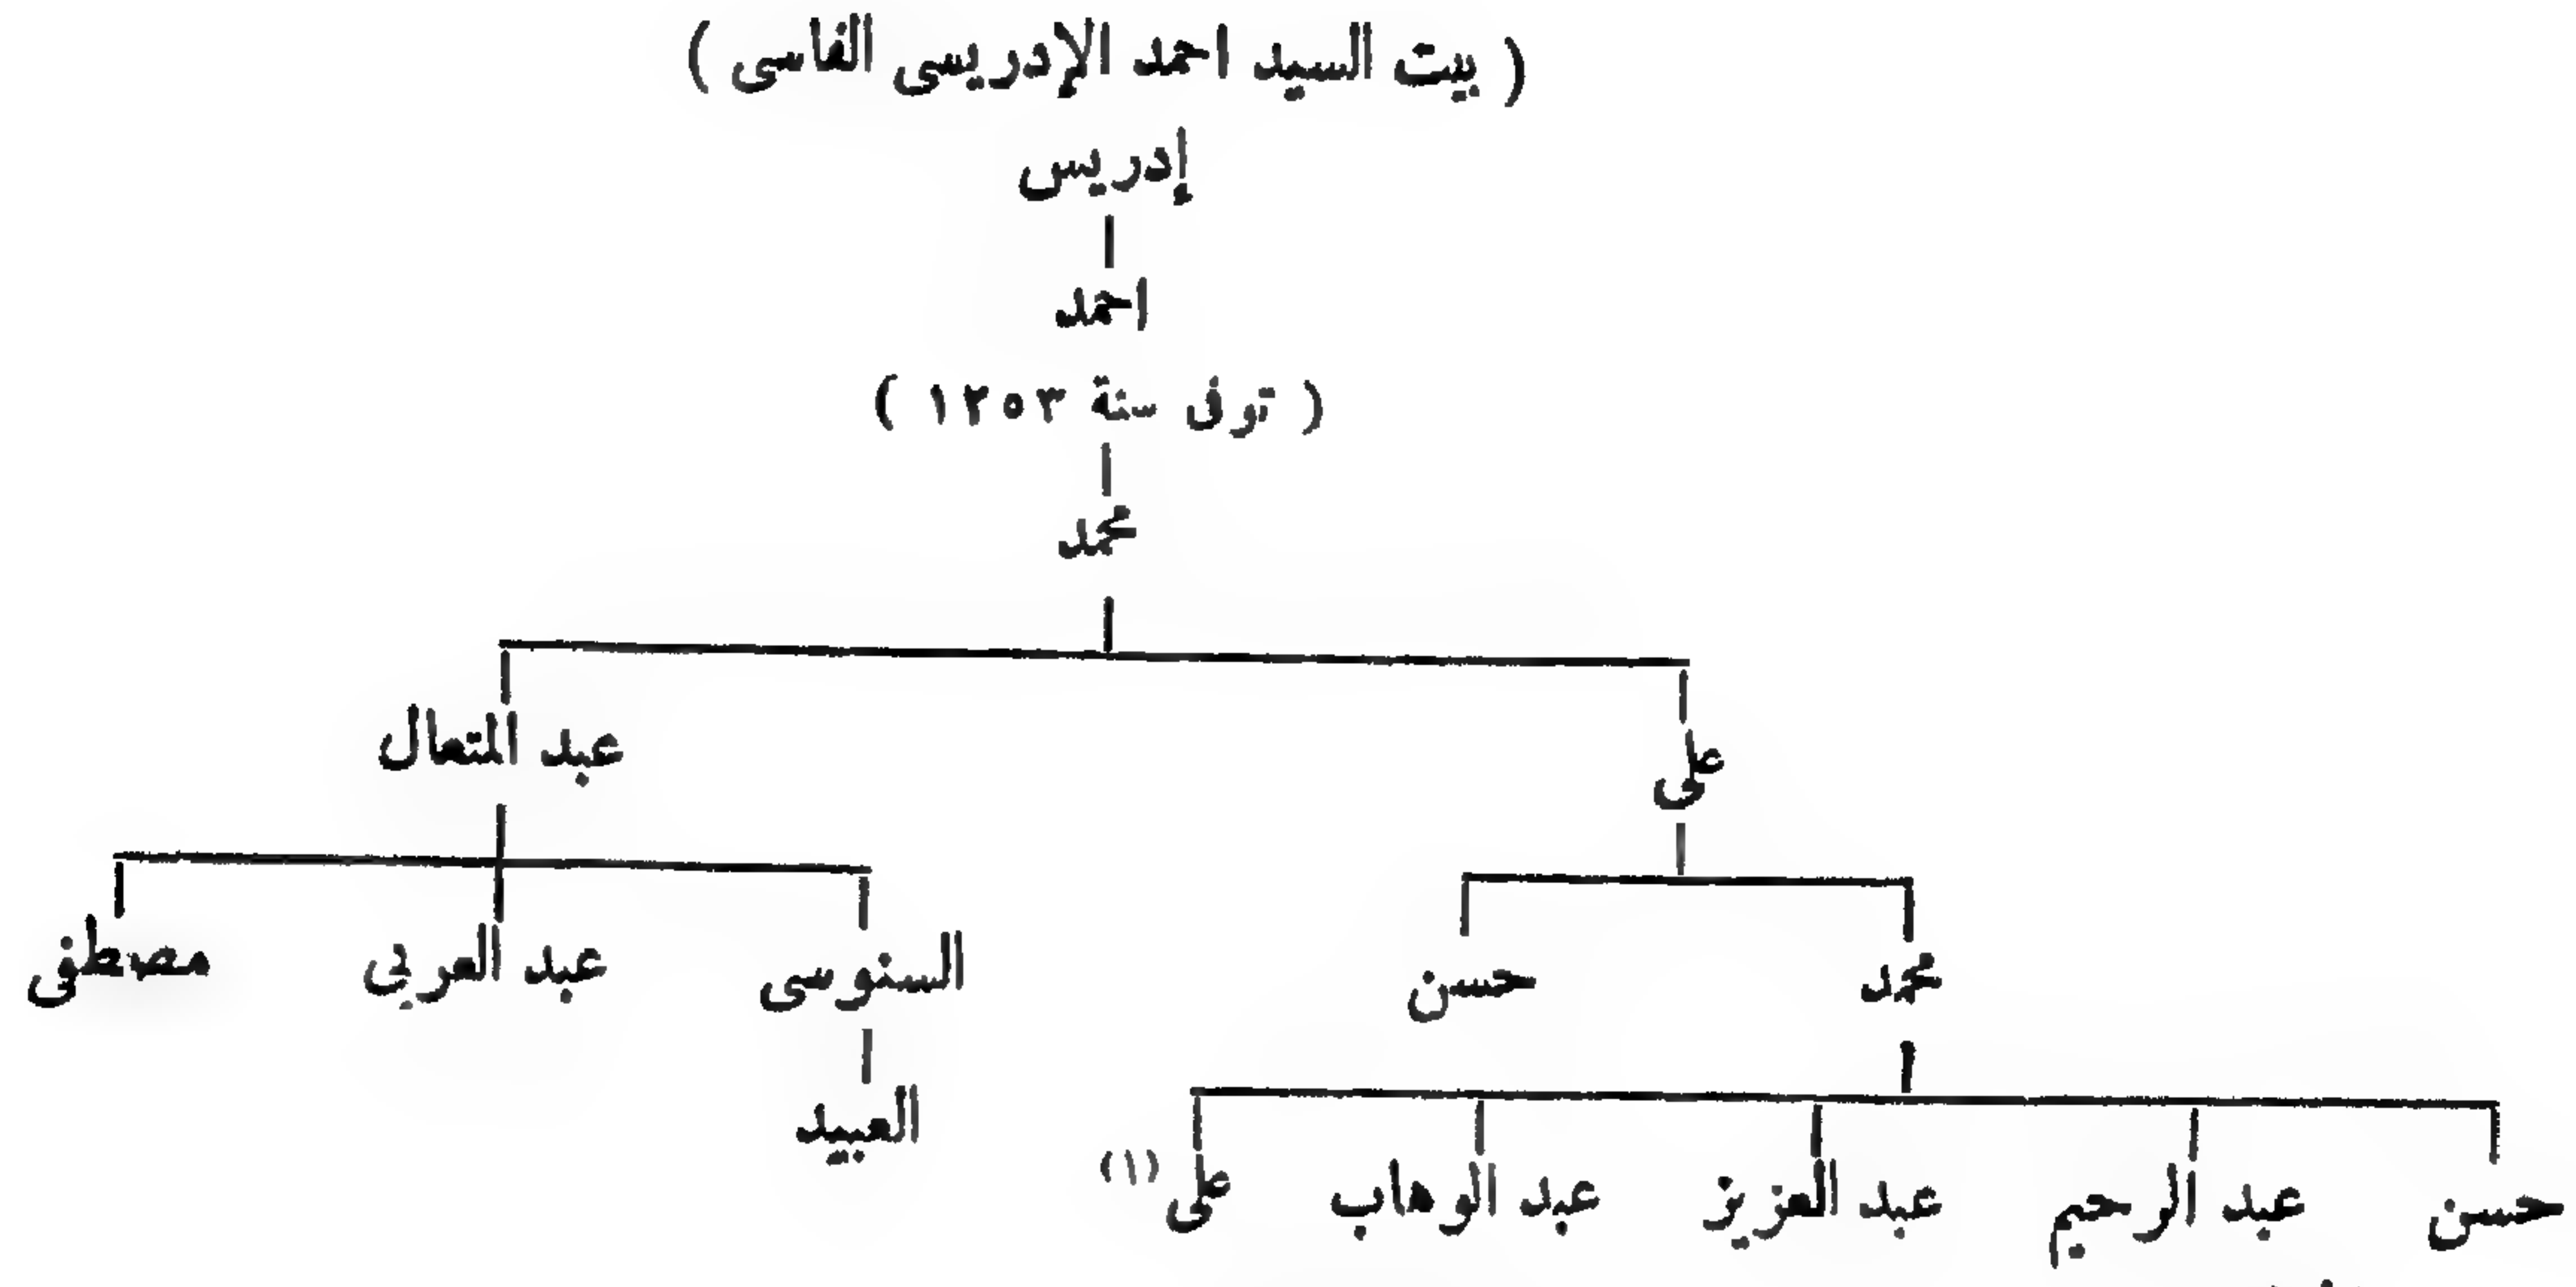 ( بيت السيد احمد الإدريسى الفاسى )
إدريس
احمد
( توفى سنة ١٢٥٣ )
محمد
على
عبد المتعال
محمد
حسن
السنوسى
عبد العربى
مصطفى
العبيد
حسن
عبد الرحيم
عبد العزيز
عبد الوهاب
على (١)